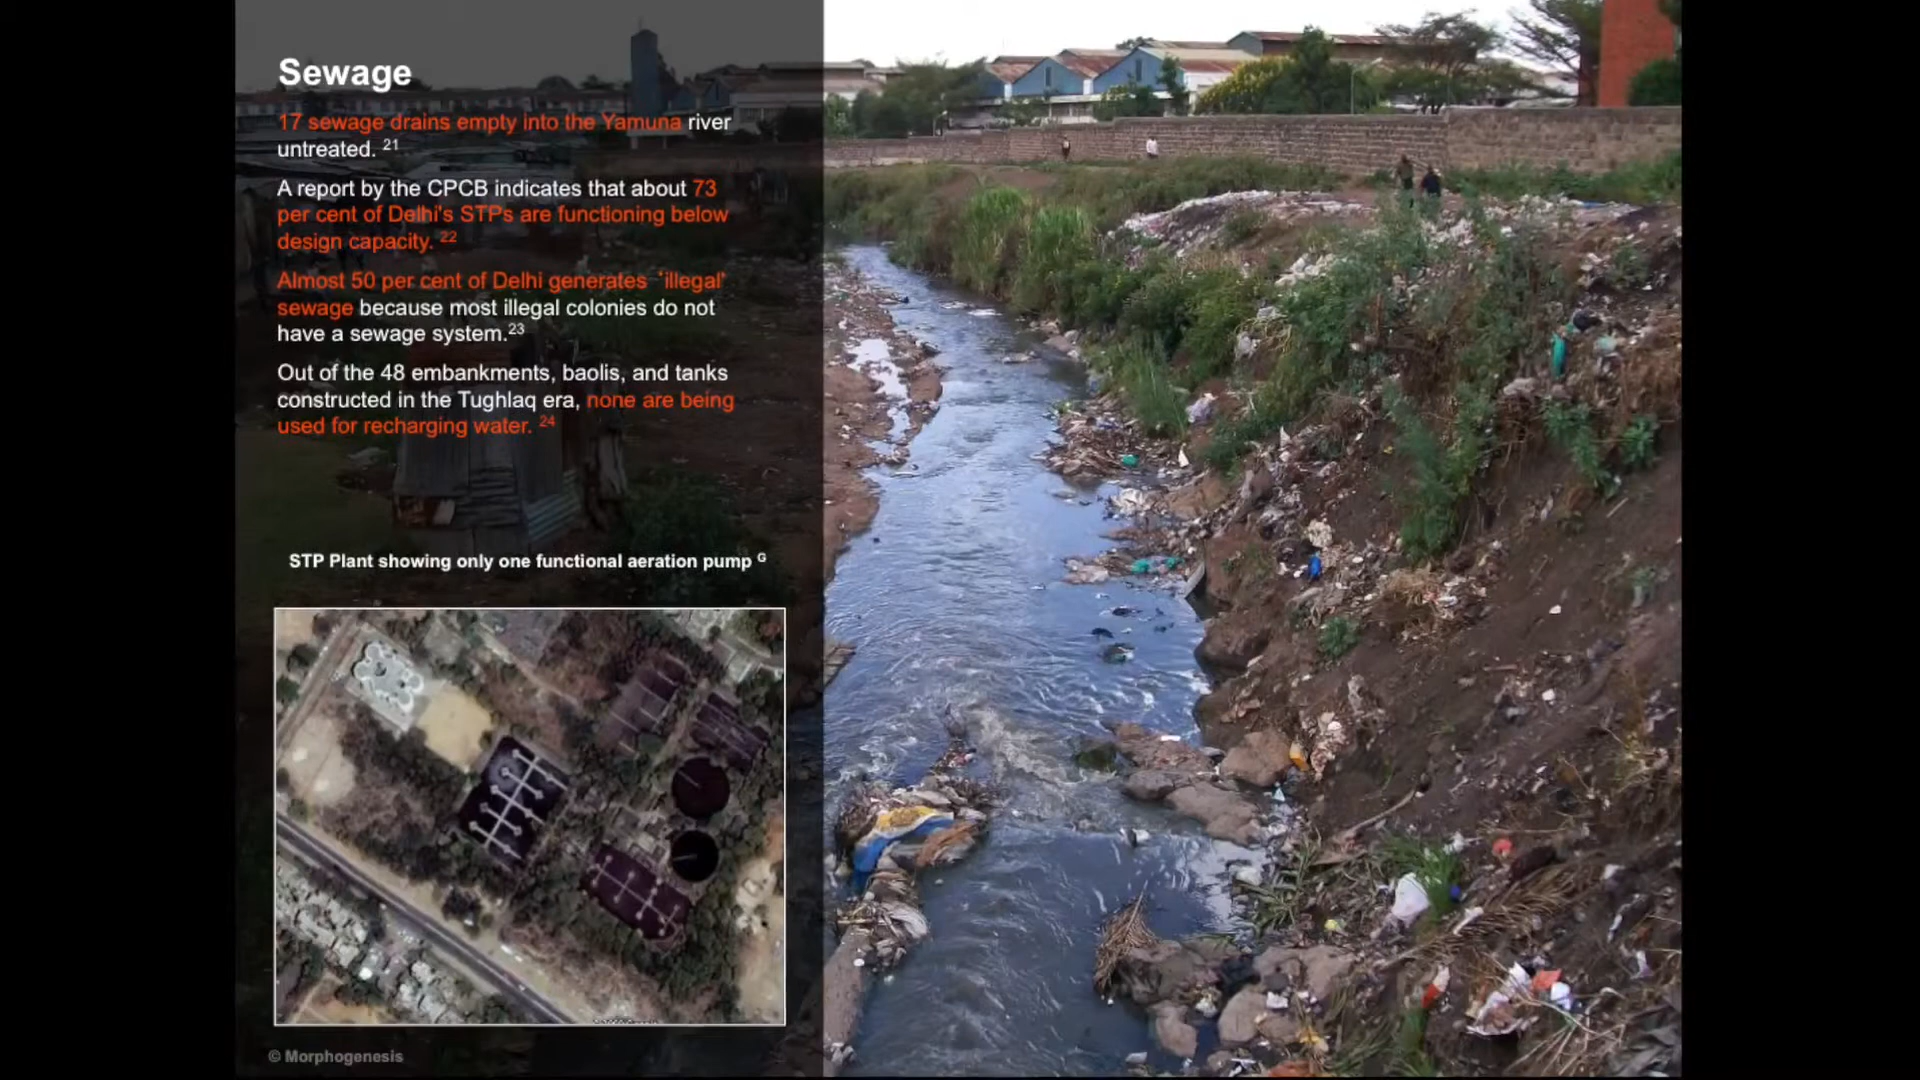 Sewage
17 sewage drains empty into the Yamuna river
untreated. 21
A report by the CPCB indicates that about 73
per cent of Delhi's STPs are functioning below
design capacity. 22
Almost 50 per cent of Delhi generates 'illegal'
sewage because most illegal colonies do not
have a sewage system.23
Out of the 48 embankments, baolis, and tanks
constructed in the Tughlaq era, none are being
used for recharging water. 24
STP Plant showing only one functional aeration pump G
© Morphogenesis